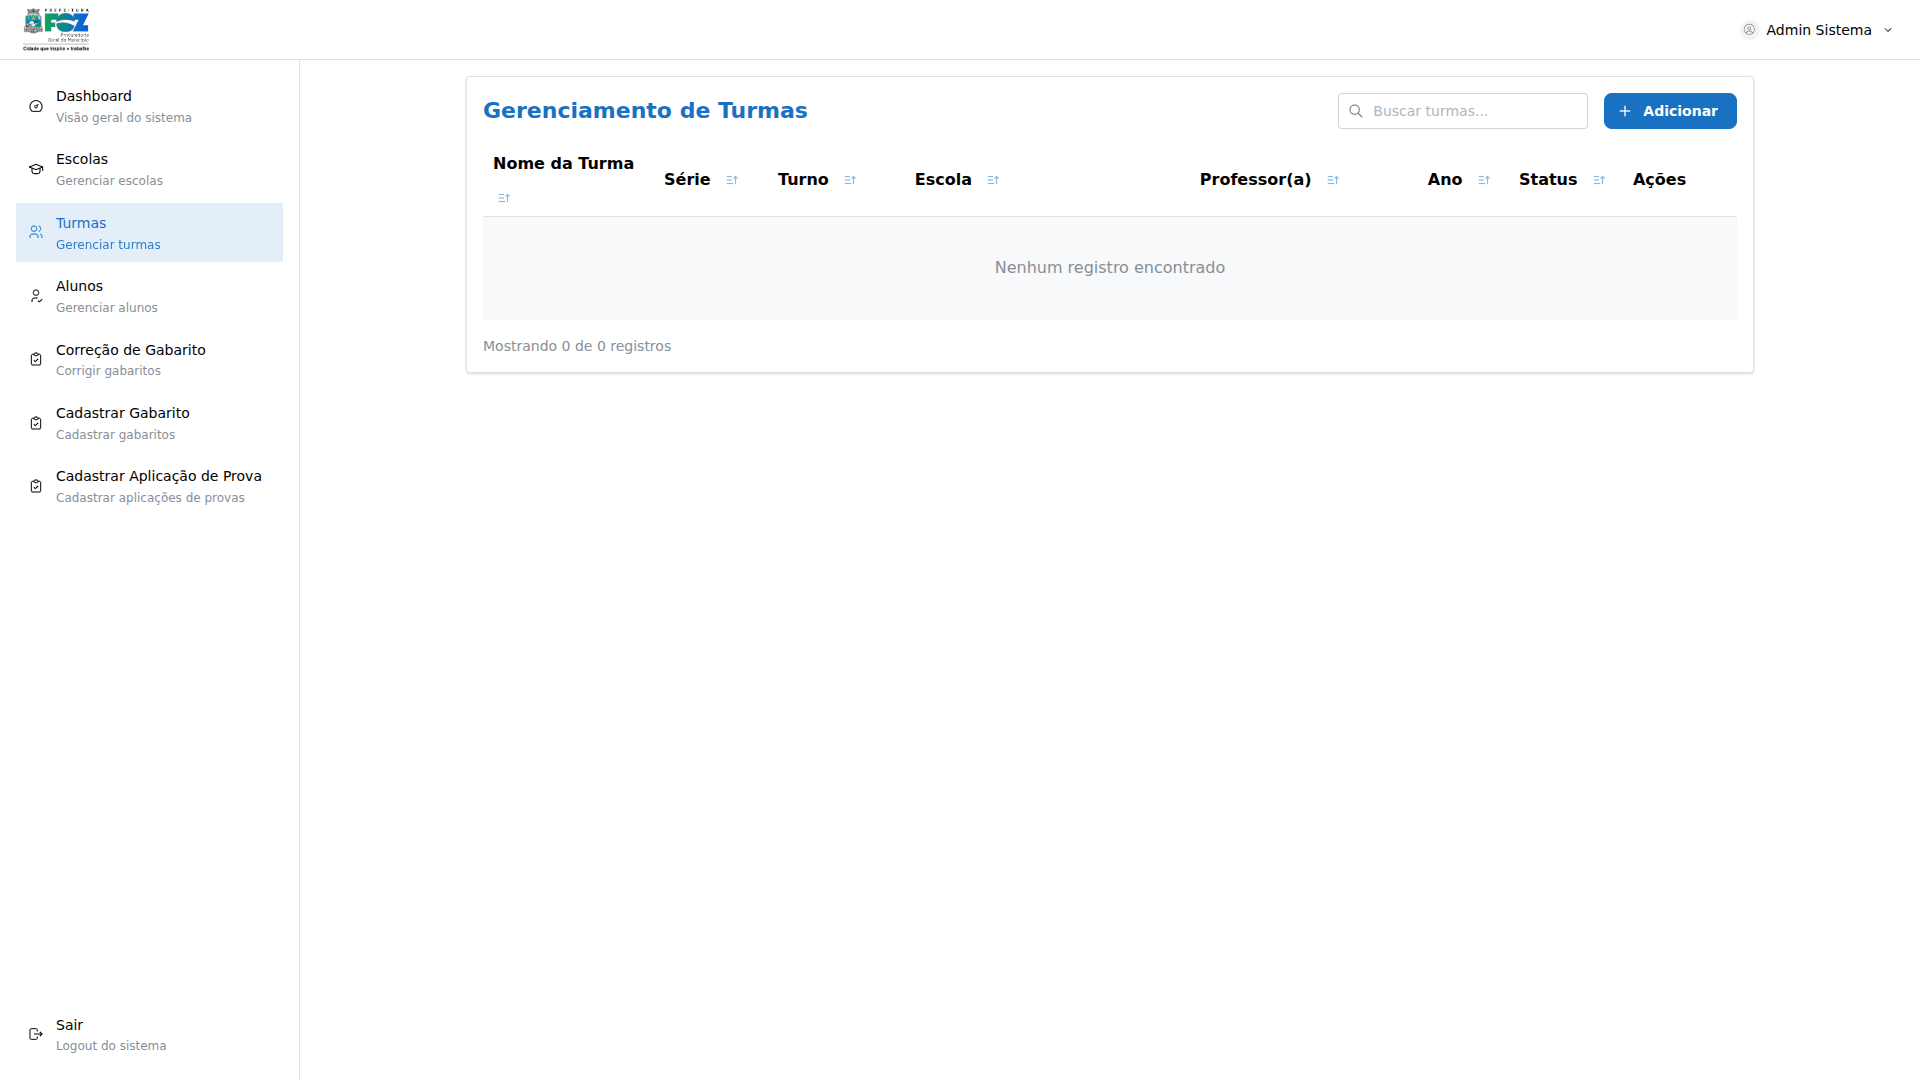 PREFEITURA
FOZ
Procuradoria
Geral do Município
Cidade que inspira e trabalha
Admin Sistema
Dashboard
Visão geral do sistema
Escolas
Gerenciar escolas
Turmas
Gerenciar turmas
Alunos
Gerenciar alunos
Correção de Gabarito
Corrigir gabaritos
Cadastrar Gabarito
Cadastrar gabaritos
Cadastrar Aplicação de Prova
Cadastrar aplicações de provas
Sair
Logout do sistema
Gerenciamento de Turmas
Buscar turmas...
Adicionar
Nome da Turma Série Turno Escola Professor(a) Ano Status Ações
Nenhum registro encontrado
Mostrando 0 de 0 registros